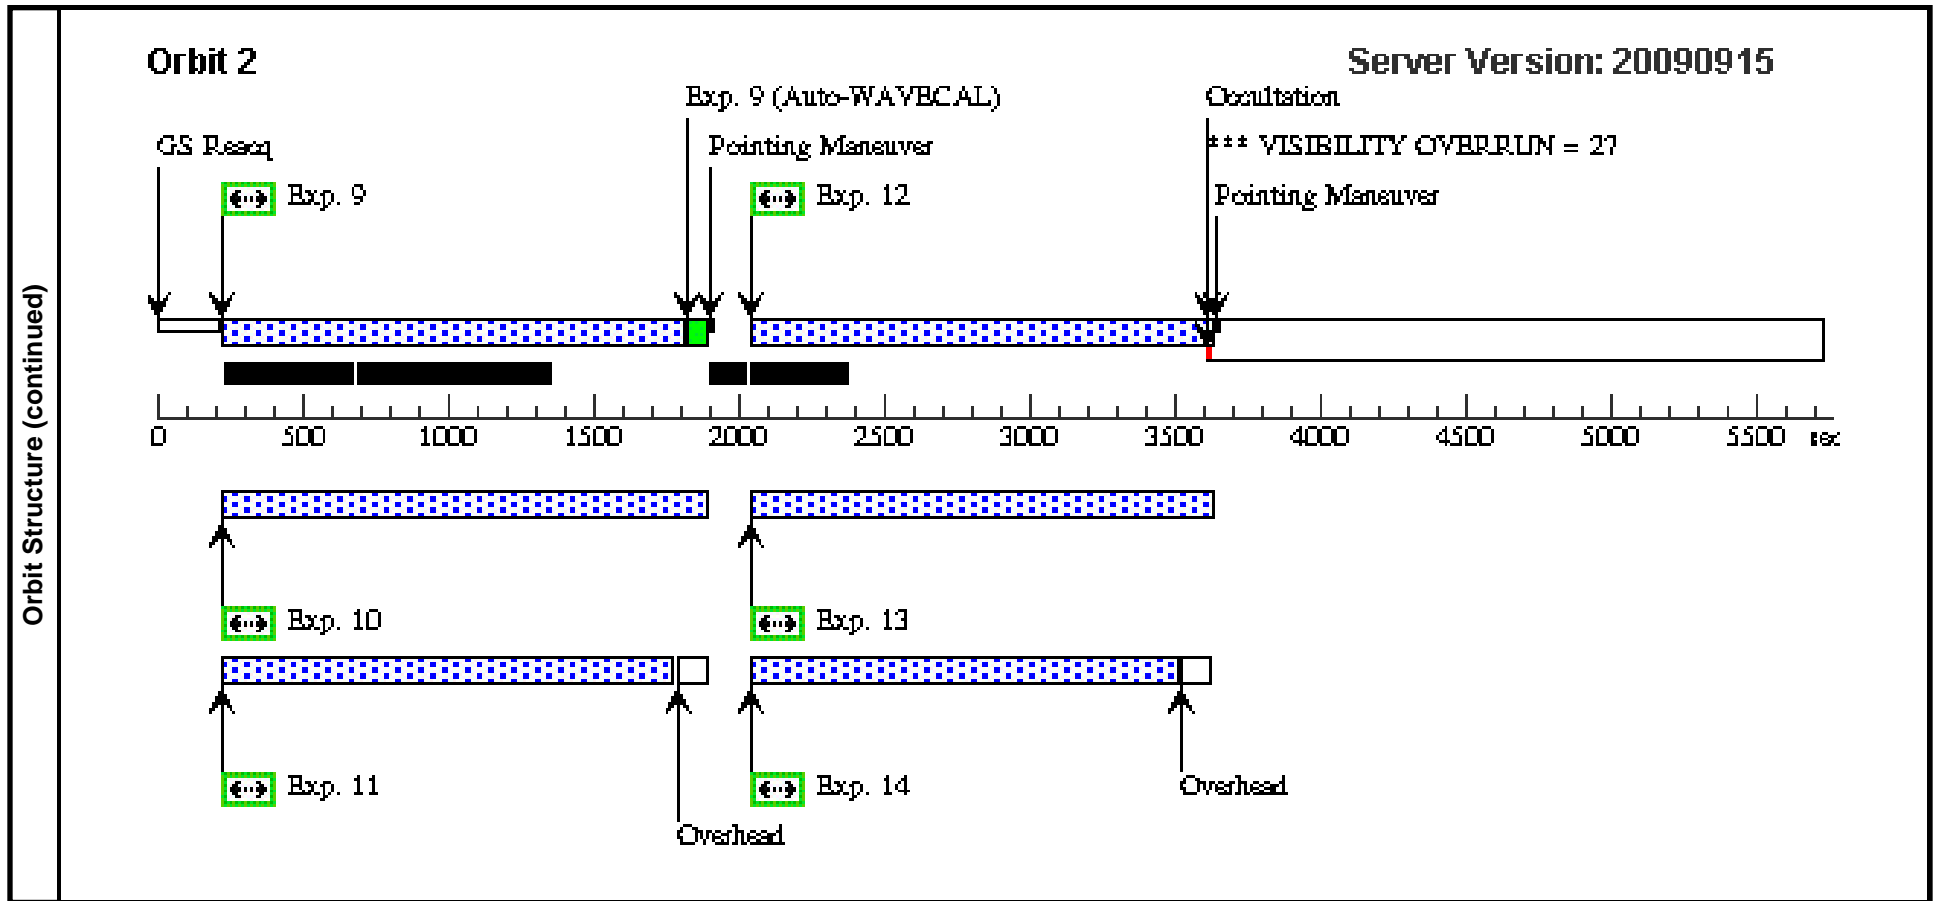 Orbit Structure (continued)
Orbit 2
Server Version: 20090915
Exp. 9 (Auto-WAVECAL)
Occultation
GS Reacq
Pointing Maneuver
*** VISIBILITY OVERRUN = 27
Exp. 9
Exp. 12
Pointing Maneuver
0 500 1000 1500 2000 2500 3000 3500 4000 4500 5000 5500 sec
Exp. 10
Exp. 13
Exp. 11
Exp. 14
Overhead
Overhead